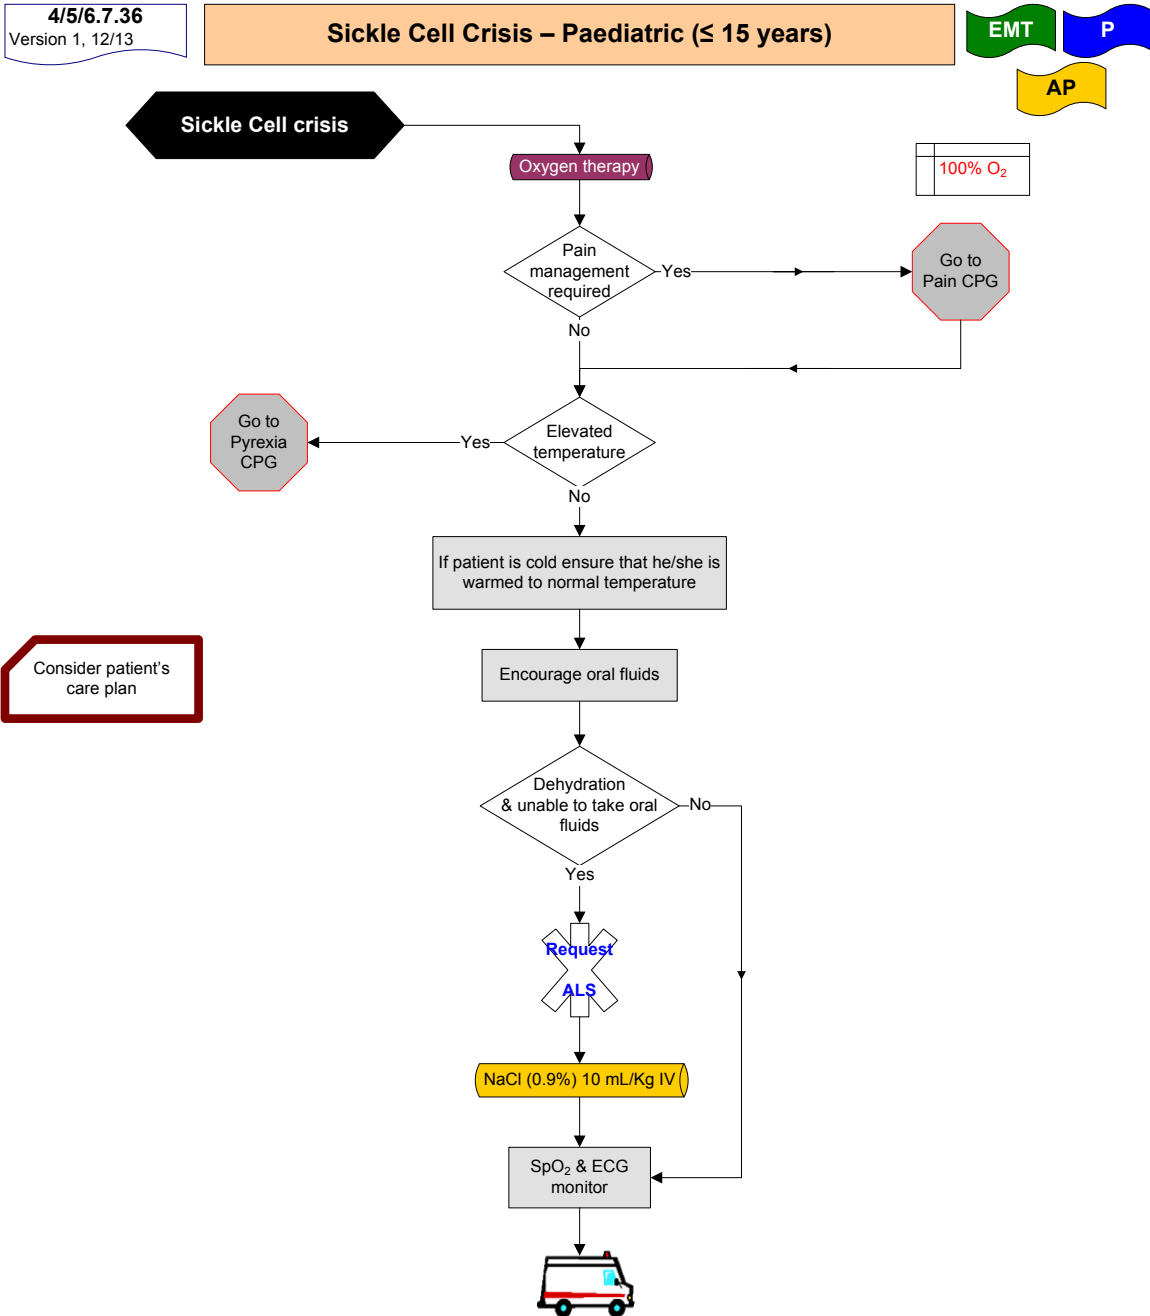 4/5/6.7.36
Version 1, 12/13
Sickle Cell Crisis – Paediatric (≤ 15 years)
EMT
P
AP
Sickle Cell crisis
Oxygen therapy
100% O₂
Pain
management
required
Yes
Go to
Pain CPG
No
Elevated
temperature
Yes
Go to
Pyrexia
CPG
No
If patient is cold ensure that he/she is
warmed to normal temperature
Consider patient's
care plan
Encourage oral fluids
Dehydration
& unable to take oral
fluids
No
Yes
Request
ALS
NaCl (0.9%) 10 mL/Kg IV
SpO₂ & ECG
monitor